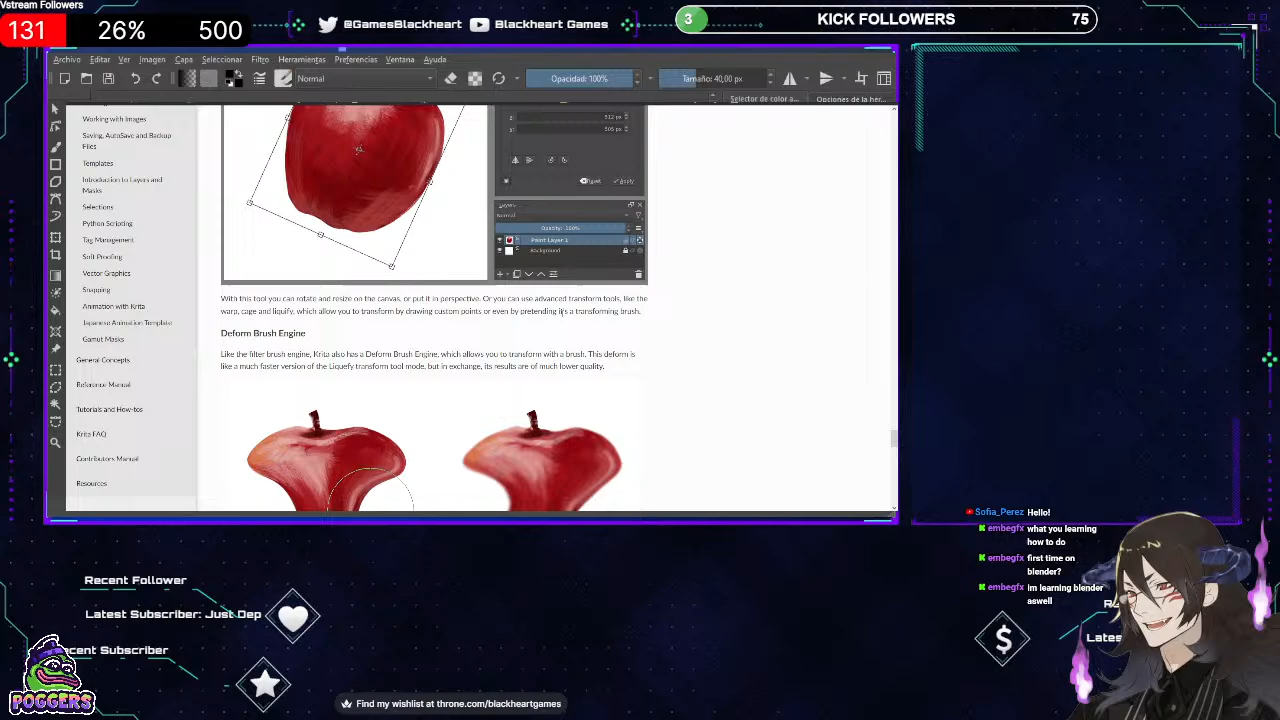 Vstream Followers
131 26% 500
@GamesBlackheart Blackheart Games
3 KICK FOLLOWERS 75
Archivo Editar Ver Imagen Capa Seleccionar Filtro Herramientas Preferencias Ventana Ayuda
Normal Opacidad: 100% Tamaño: 40,00 px
Selector de color a... Opciones de la her...
Working with Images
Saving, AutoSave and Backup
Files
Templates
Introduction to Layers and
Masks
Selections
Python Scripting
Tag Management
Soft Proofing
Vector Graphics
Snapping
Animation with Krita
Japanese Animation Template
Gamut Masks
General Concepts
Reference Manual
Tutorials and How-tos
Krita FAQ
Contributors Manual
Resources
512 px
505 px
Reset Apply
Layers
Normal
Opacity: 100%
Paint Layer 1
Background
With this tool you can rotate and resize on the canvas, or put it in perspective. Or you can use advanced transform tools, like the
warp, cage and liquify, which allow you to transform by drawing custom points or even by pretending it's a transforming brush.
Deform Brush Engine
Like the filter brush engine, Krita also has a Deform Brush Engine, which allows you to transform with a brush. This deform is
like a much faster version of the Liquefy transform tool mode, but in exchange, its results are of much lower quality.
Sofia_Perez Hello!
embegfx what you learning
how to do
embegfx first time on
blender?
embegfx Im learning blender
aswell
Recent Follower
Latest Subscriber: Just Dep
ecent Subscriber
Lates
POGGERS
Find my wishlist at throne.com/blackheartgames